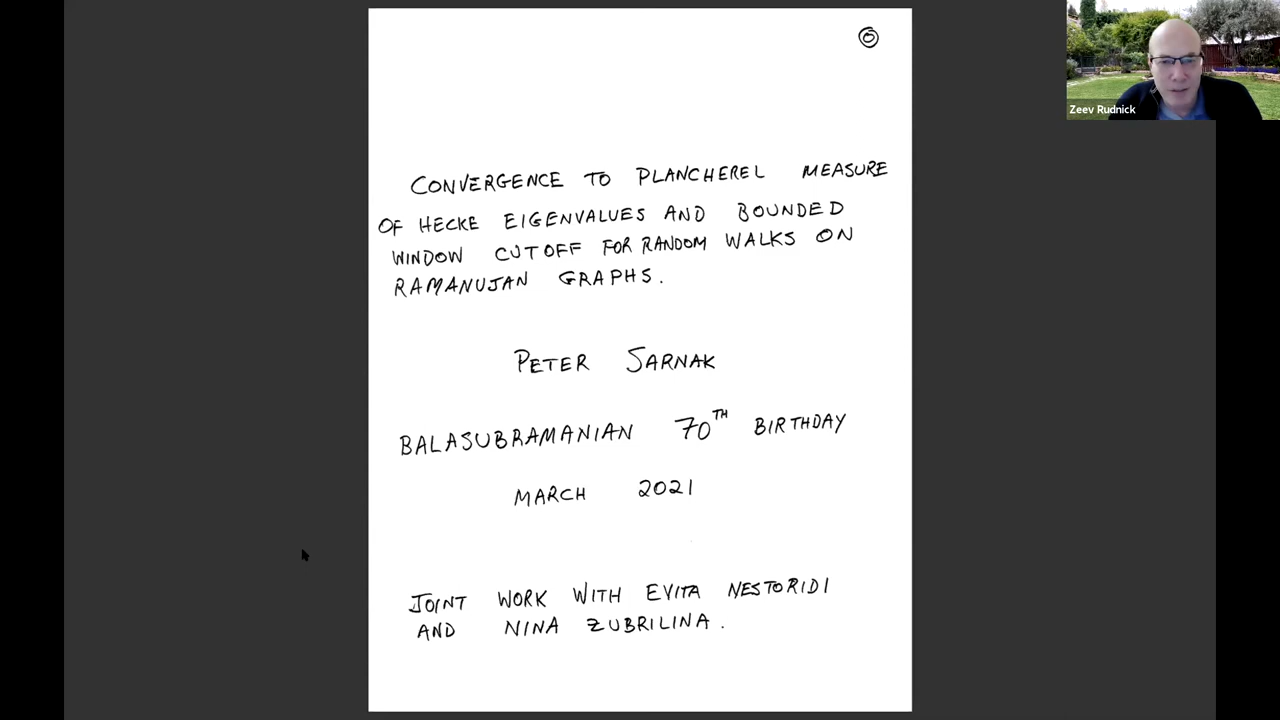 0
CONVERGENCE TO PLANCHEREL MEASURE
OF HECKE EIGENVALUES AND BOUNDED
WINDOW CUTOFF FOR RANDOM WALKS ON
RAMANUJAN GRAPHS.
PETER SARNAK
BALASUBRAMANIAN 70TH BIRTHDAY
MARCH 2021
JOINT WORK WITH EVITA NESTORIDI
AND NINA ZUBRILINA.
Zeev Rudnick